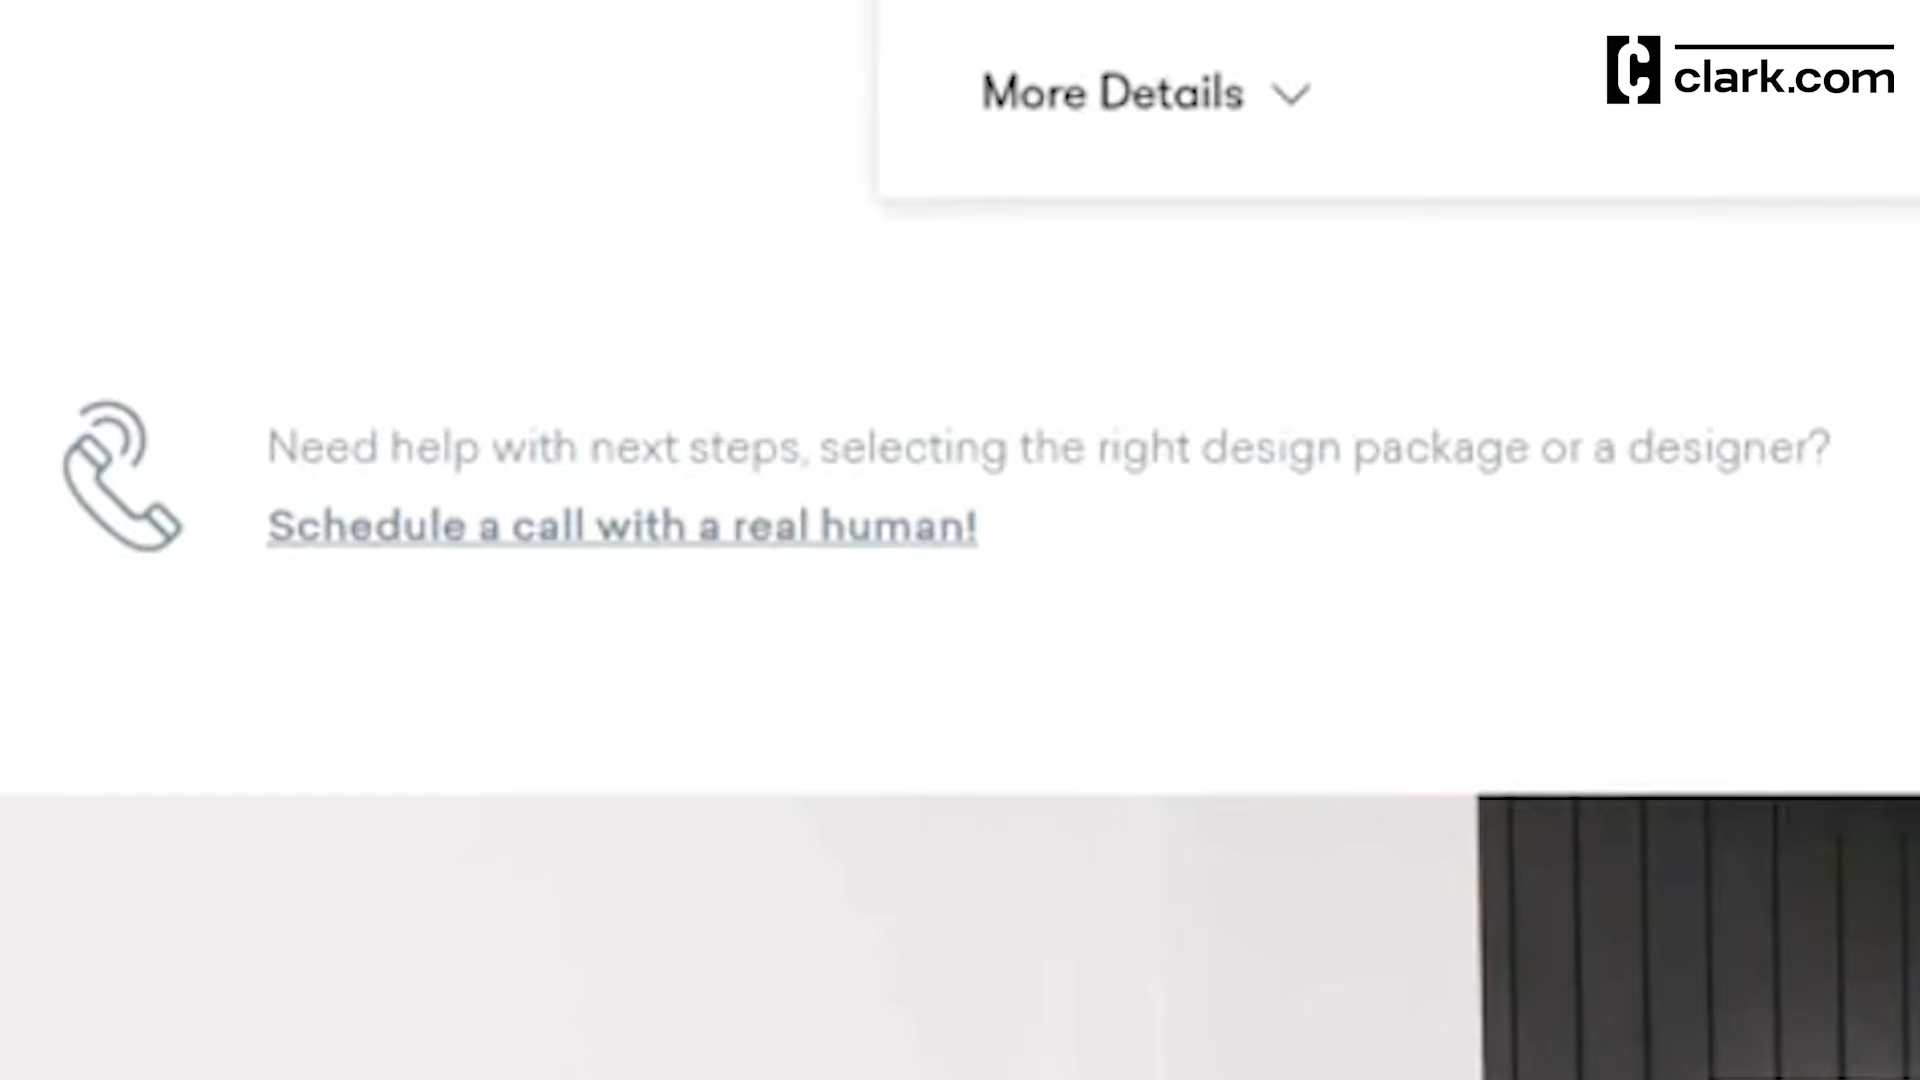 More Details
clark.com
Need help with next steps, selecting the right design package or a designer?
Schedule a call with a real human!